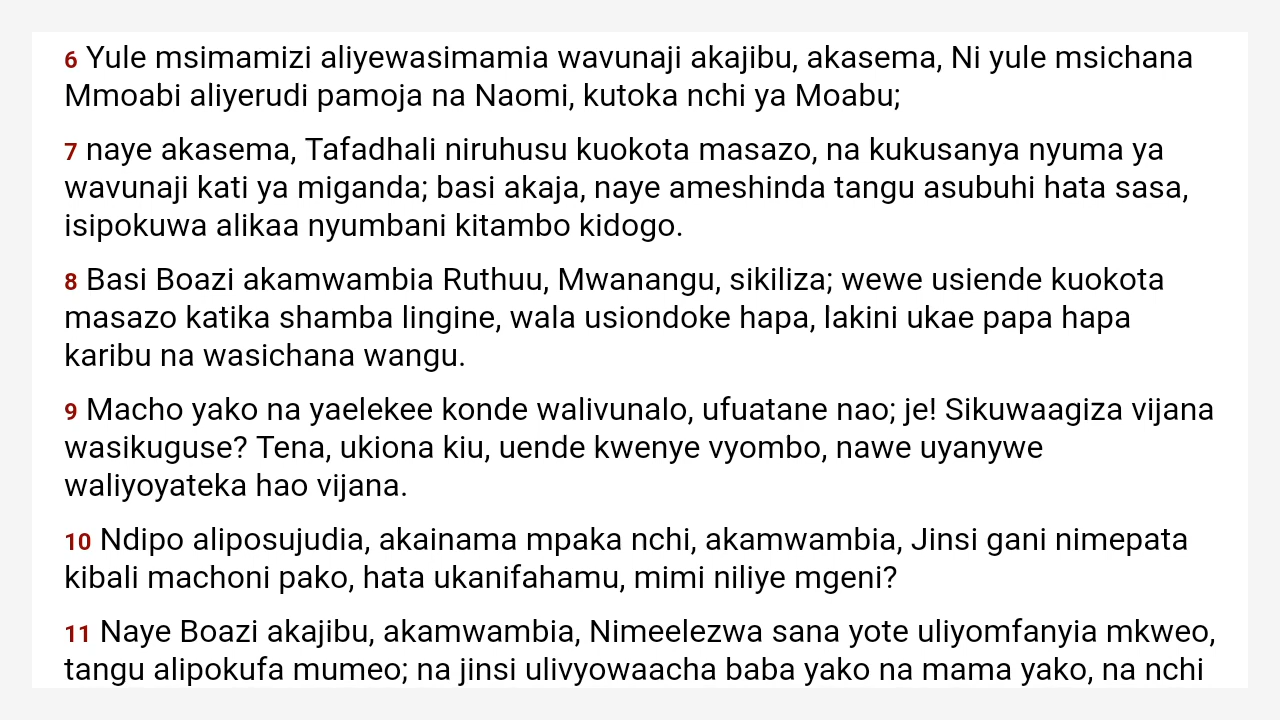 6 Yule msimamizi aliyewasimamia wavunaji akajibu, akasema, Ni yule msichana
Mmoabi aliyerudi pamoja na Naomi, kutoka nchi ya Moabu;
7 naye akasema, Tafadhali niruhusu kuokota masazo, na kukusanya nyuma ya
wavunaji kati ya miganda; basi akaja, naye ameshinda tangu asubuhi hata sasa,
isipokuwa alikaa nyumbani kitambo kidogo.
8 Basi Boazi akamwambia Ruthuu, Mwanangu, sikiliza; wewe usiende kuokota
masazo katika shamba lingine, wala usiondoke hapa, lakini ukae papa hapa
karibu na wasichana wangu.
9 Macho yako na yaelekee konde walivunalo, ufuatane nao; je! Sikuwaagiza vijana
wasikuguse? Tena, ukiona kiu, uende kwenye vyombo, nawe uyanywe
waliyoyateka hao vijana.
10 Ndipo aliposujudia, akainama mpaka nchi, akamwambia, Jinsi gani nimepata
kibali machoni pako, hata ukanifahamu, mimi niliye mgeni?
11 Naye Boazi akajibu, akamwambia, Nimeelezwa sana yote uliyomfanyia mkweo,
tangu alipokufa mumeo; na jinsi ulivyowaacha baba yako na mama yako, na nchi